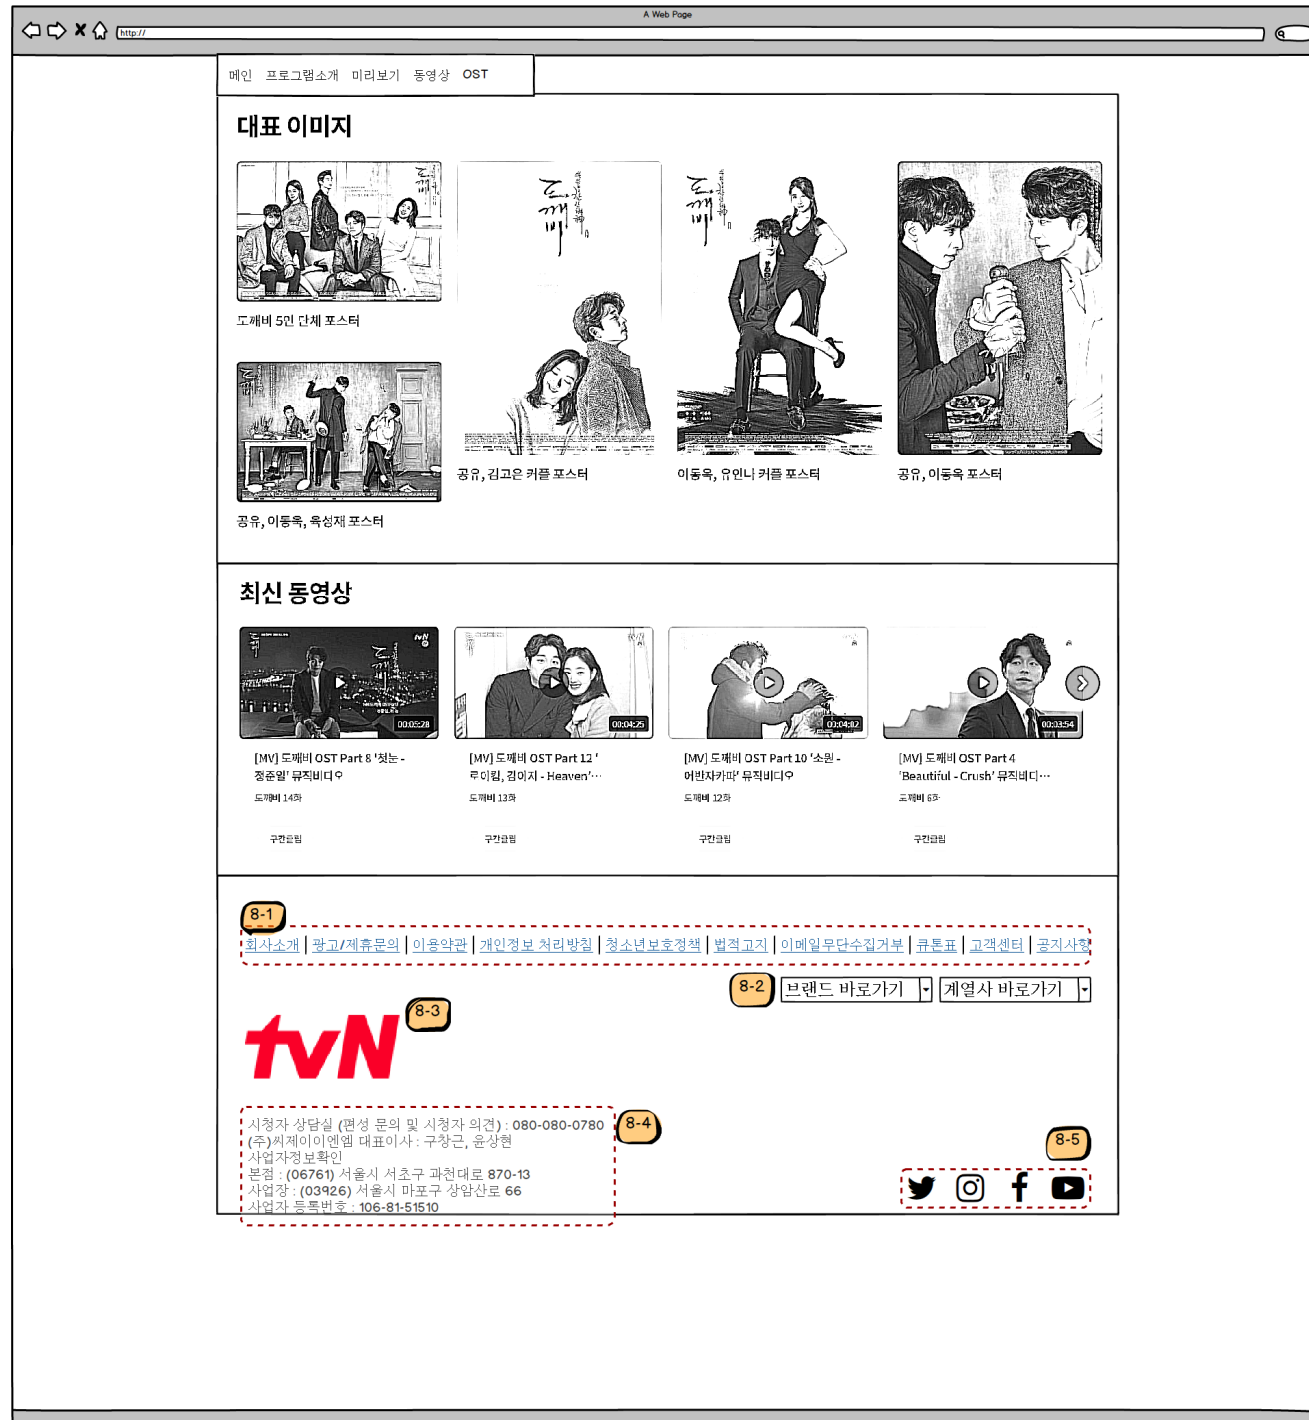 A Web Page
http://
메인 프로그램소개 미리보기 동영상 OST
대표 이미지
도깨비
도깨비
도깨비
도깨비 5인 단체 포스터
공유, 김고은 커플 포스터
이동욱, 유인나 커플 포스터
공유, 이동욱 포스터
공유, 이동욱, 육성재 포스터
최신 동영상
tvN
도깨비
00:05:28
00:04:25
00:04:02
00:03:54
[MV] 도깨비 OST Part 8 '첫눈 -
정준일' 뮤직비디오
도깨비 14화
구간클립
[MV] 도깨비 OST Part 12 '
로이킴, 김이지 - Heaven'…
도깨비 13화
구간클립
[MV] 도깨비 OST Part 10 '소원 -
어반자카파' 뮤직비디오
도깨비 12화
구간클립
[MV] 도깨비 OST Part 4
'Beautiful - Crush' 뮤직비디…
도깨비 6화
구간클립
8-1
회사소개 | 광고/제휴문의 | 이용약관 | 개인정보 처리방침 | 청소년보호정책 | 법적고지 | 이메일무단수집거부 | 큐톤표 | 고객센터 | 공지사항
8-2
브랜드 바로가기
계열사 바로가기
8-3
tvN
8-4
시청자 상담실 (편성 문의 및 시청자 의견) : 080-080-0780
(주)씨제이이엔엠 대표이사 : 구창근, 윤상현
사업자정보확인
본점 : (06761) 서울시 서초구 과천대로 870-13
사업장 : (03926) 서울시 마포구 상암산로 66
사업자 등록번호 : 106-81-51510
8-5